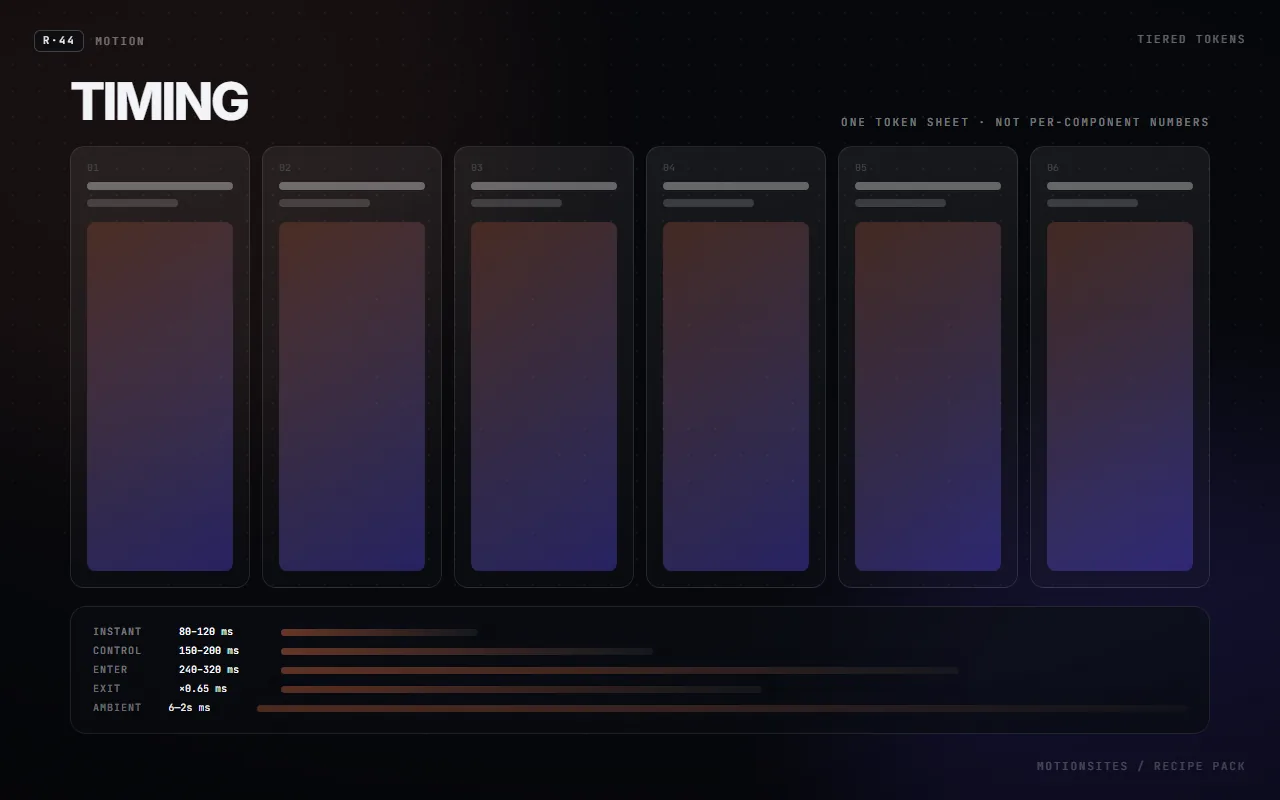 R·44 MOTION
TIERED TOKENS
TIMING
ONE TOKEN SHEET · NOT PER-COMPONENT NUMBERS
01 02 03 04 05 06
INSTANT 80–120 ms
CONTROL 150–200 ms
ENTER 240–320 ms
EXIT ×0.65 ms
AMBIENT 6–2s ms
MOTIONSITES / RECIPE PACK